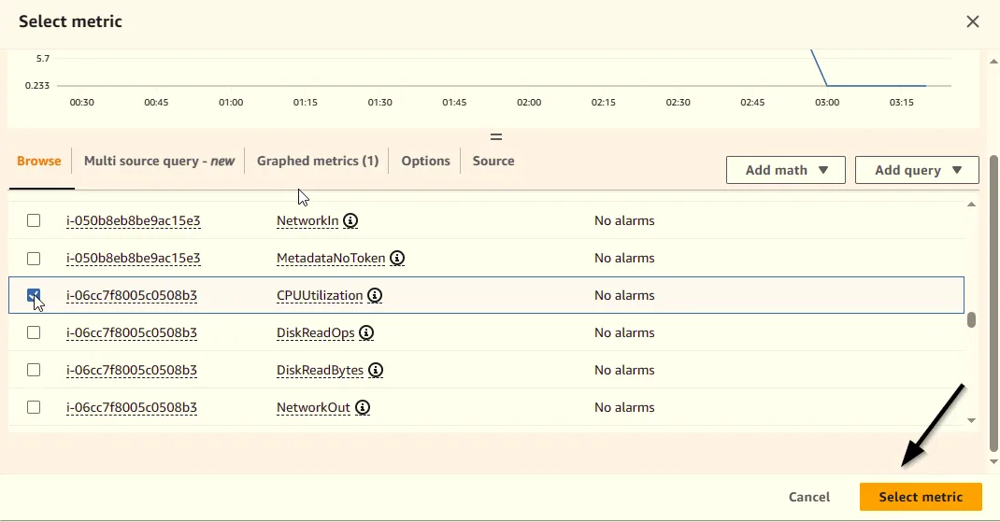 Select metric
5.7
0.233
00:30 00:45 01:00 01:15 01:30 01:45 02:00 02:15 02:30 02:45 03:00 03:15
Browse Multi source query - new Graphed metrics (1) Options Source
Add math Add query
i-050b8eb8be9ac15e3 NetworkIn No alarms
i-050b8eb8be9ac15e3 MetadataNoToken No alarms
i-06cc7f8005c0508b3 CPUUtilization No alarms
i-06cc7f8005c0508b3 DiskReadOps No alarms
i-06cc7f8005c0508b3 DiskReadBytes No alarms
i-06cc7f8005c0508b3 NetworkOut No alarms
Cancel Select metric